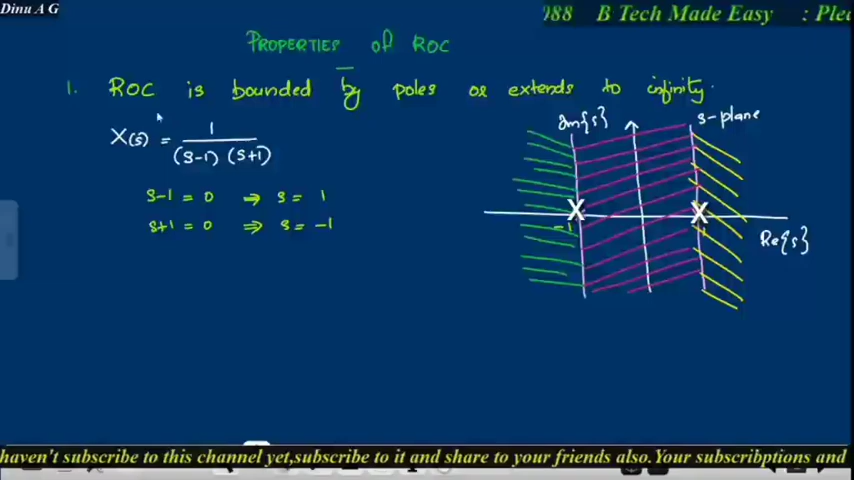 Dinu A G
988 B Tech Made Easy : Plea
PROPERTIES of ROC
1. ROC is bounded by poles or extends to infinity.
X(s) = 1 / (s-1) (s+1)
s-1 = 0 ⇒ s = 1
s+1 = 0 ⇒ s = -1
Im{s}
s-plane
-1
1
Re{s}
haven't subscribe to this channel yet,subscribe to it and share to your friends also.Your subscribptions and